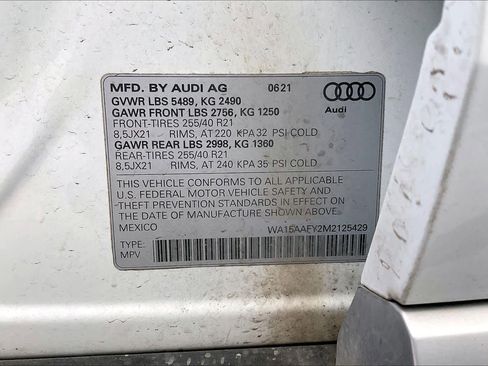 MFD. BY AUDI AG 0621
GVWR LBS 5489, KG 2490
GAWR FRONT LBS 2756, KG 1250
FRONT-TIRES 255/40 R21
8,5JX21 RIMS, AT 220 KPA 32 PSI COLD
GAWR REAR LBS 2998, KG 1360
REAR-TIRES 255/40 R21
8,5JX21 RIMS, AT 240 KPA 35 PSI COLD
THIS VEHICLE CONFORMS TO ALL APPLICABLE
U.S. FEDERAL MOTOR VEHICLE SAFETY AND
THEFT PREVENTION STANDARDS IN EFFECT ON
THE DATE OF MANUFACTURE SHOWN ABOVE.
MEXICO
WA15AAFY2M2125429
TYPE:
MPV
Audi